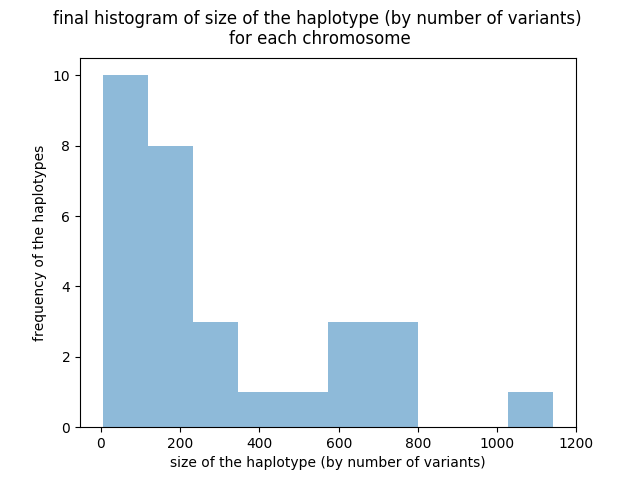 final histogram of size of the haplotype (by number of variants)
for each chromosome
10
8
6
4
2
0
frequency of the haplotypes
0 200 400 600 800 1000 1200
size of the haplotype (by number of variants)